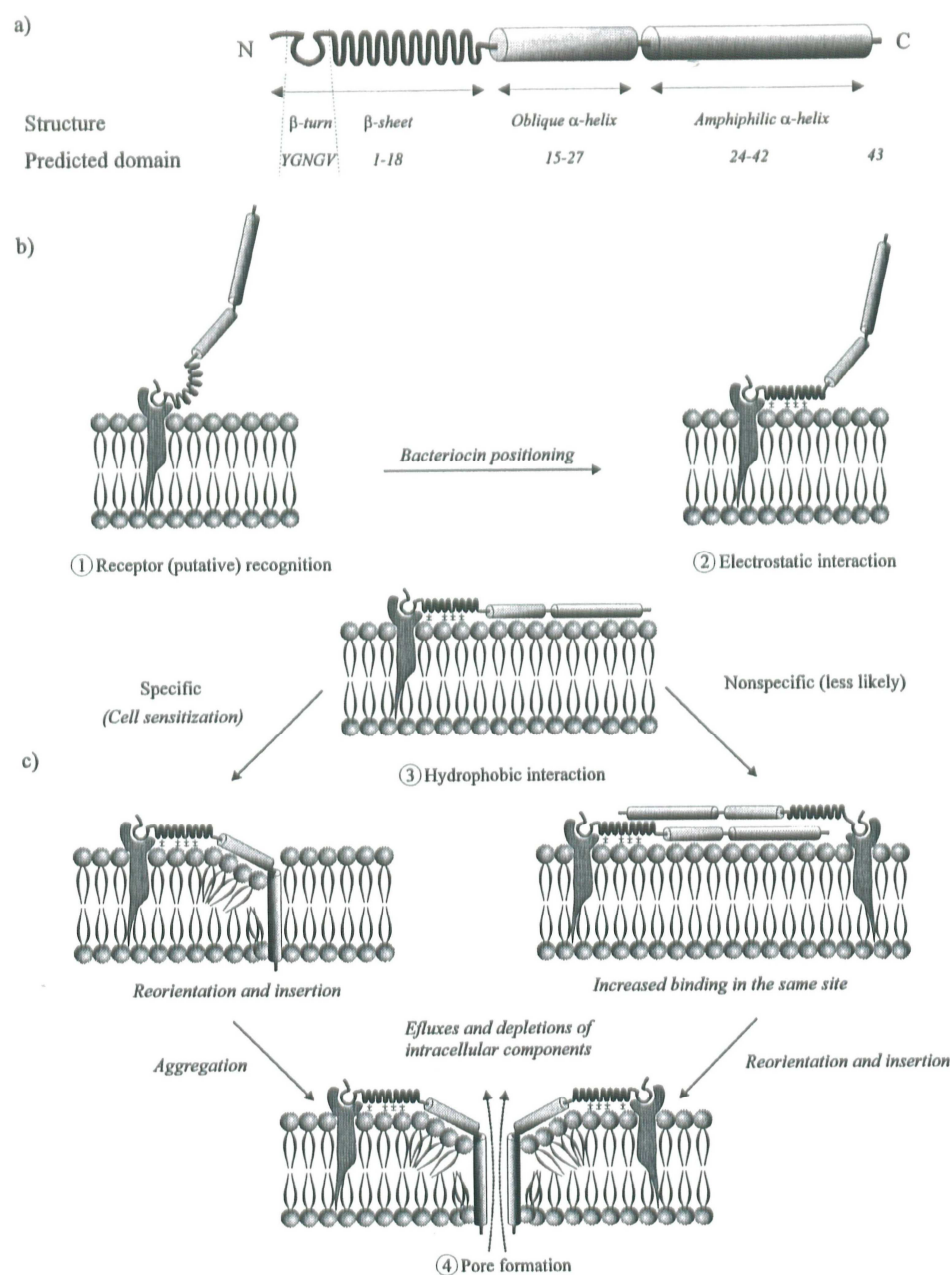 a)
N
C
Structure
β-turn
β-sheet
Oblique α-helix
Amphiphilic α-helix
Predicted domain
YGNGV
1-18
15-27
24-42
43
b)
Bacteriocin positioning
① Receptor (putative) recognition
② Electrostatic interaction
± ±±±
± ±±±
Specific
(Cell sensitization)
Nonspecific (less likely)
c)
③ Hydrophobic interaction
± ±±±
± ±±±
Reorientation and insertion
Increased binding in the same site
Efluxes and depletions of
intracellular components
Aggregation
Reorientation and insertion
± ±±±
±±± ±
④ Pore formation